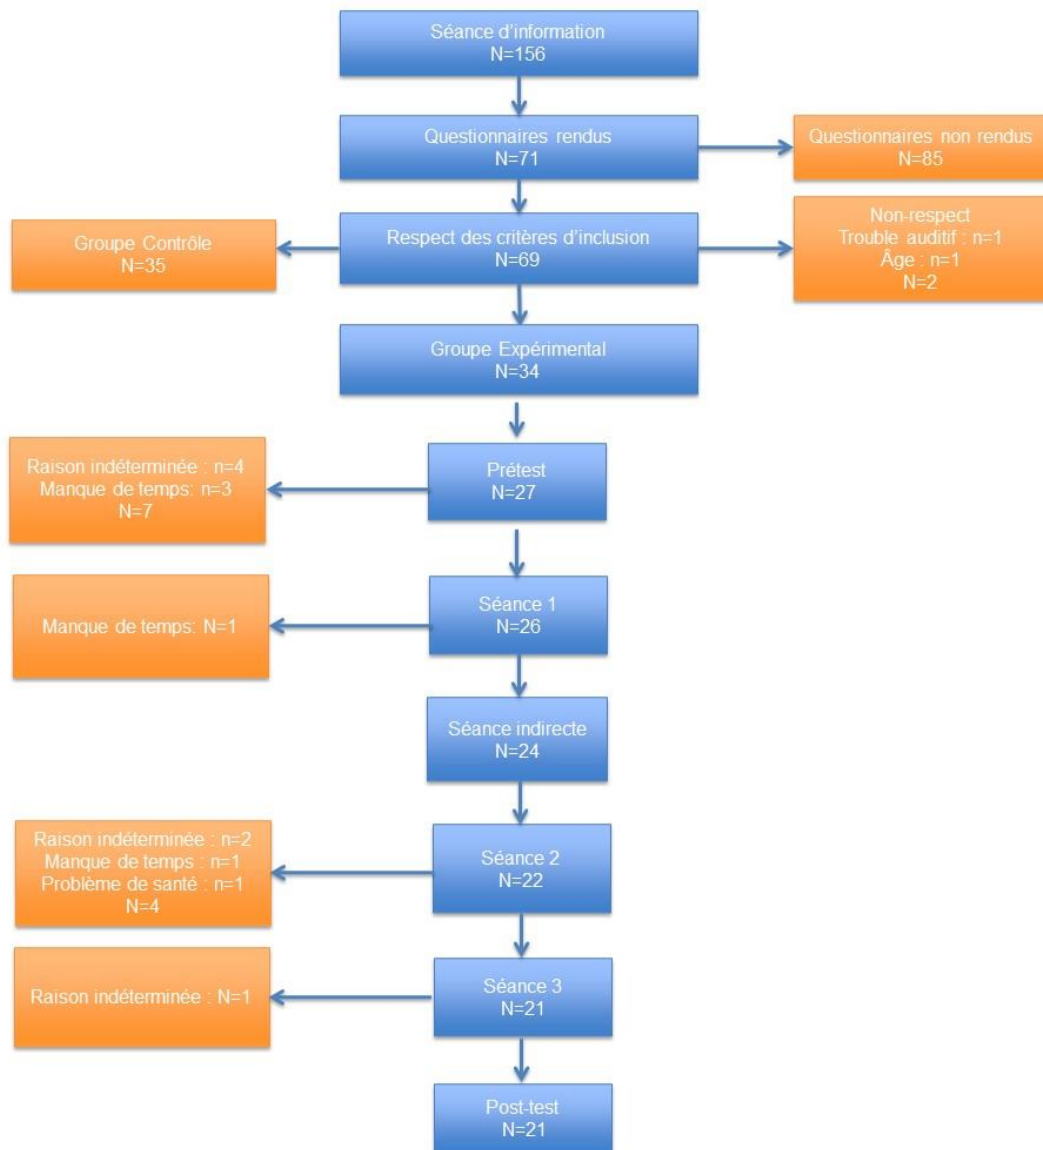 Séance d'information
N=156
Questionnaires rendus
N=71
Questionnaires non rendus
N=85
Groupe Contrôle
N=35
Respect des critères d'inclusion
N=69
Non-respect
Trouble auditif : n=1
Âge : n=1
N=2
Groupe Expérimental
N=34
Raison indéterminée : n=4
Manque de temps: n=3
N=7
Prétest
N=27
Manque de temps: N=1
Séance 1
N=26
Séance indirecte
N=24
Raison indéterminée : n=2
Manque de temps : n=1
Problème de santé : n=1
N=4
Séance 2
N=22
Raison indéterminée : N=1
Séance 3
N=21
Post-test
N=21